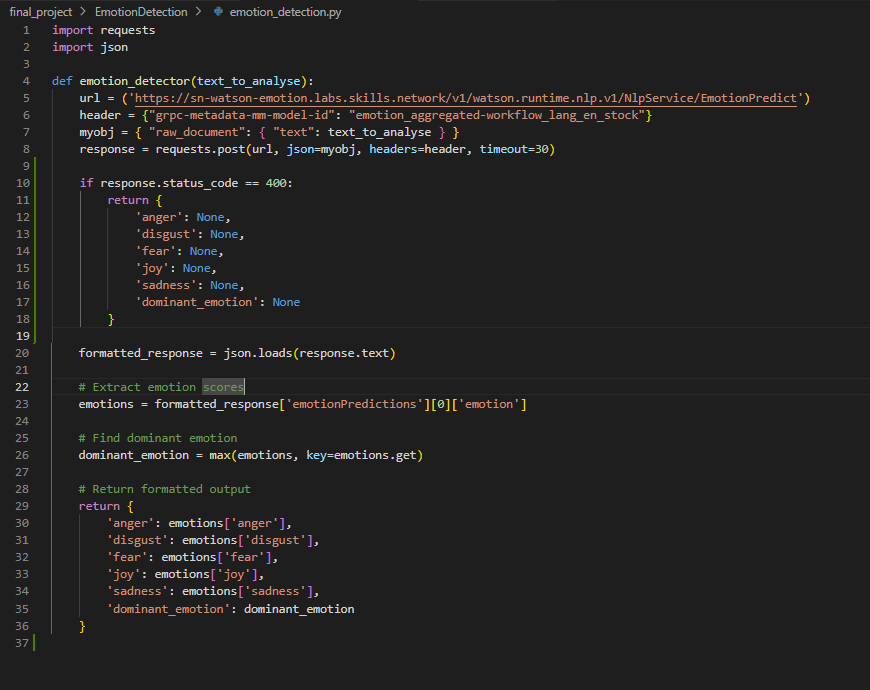 final_project > EmotionDetection > emotion_detection.py
1 import requests
2 import json
3
4 def emotion_detector(text_to_analyse):
5     url = ('https://sn-watson-emotion.labs.skills.network/v1/watson.runtime.nlp.v1/NlpService/EmotionPredict')
6     header = {"grpc-metadata-mm-model-id": "emotion_aggregated-workflow_lang_en_stock"}
7     myobj = { "raw_document": { "text": text_to_analyse } }
8     response = requests.post(url, json=myobj, headers=header, timeout=30)
9
10     if response.status_code == 400:
11         return {
12             'anger': None,
13             'disgust': None,
14             'fear': None,
15             'joy': None,
16             'sadness': None,
17             'dominant_emotion': None
18         }
19
20     formatted_response = json.loads(response.text)
21
22     # Extract emotion scores
23     emotions = formatted_response['emotionPredictions'][0]['emotion']
24
25     # Find dominant emotion
26     dominant_emotion = max(emotions, key=emotions.get)
27
28     # Return formatted output
29     return {
30         'anger': emotions['anger'],
31         'disgust': emotions['disgust'],
32         'fear': emotions['fear'],
33         'joy': emotions['joy'],
34         'sadness': emotions['sadness'],
35         'dominant_emotion': dominant_emotion
36     }
37